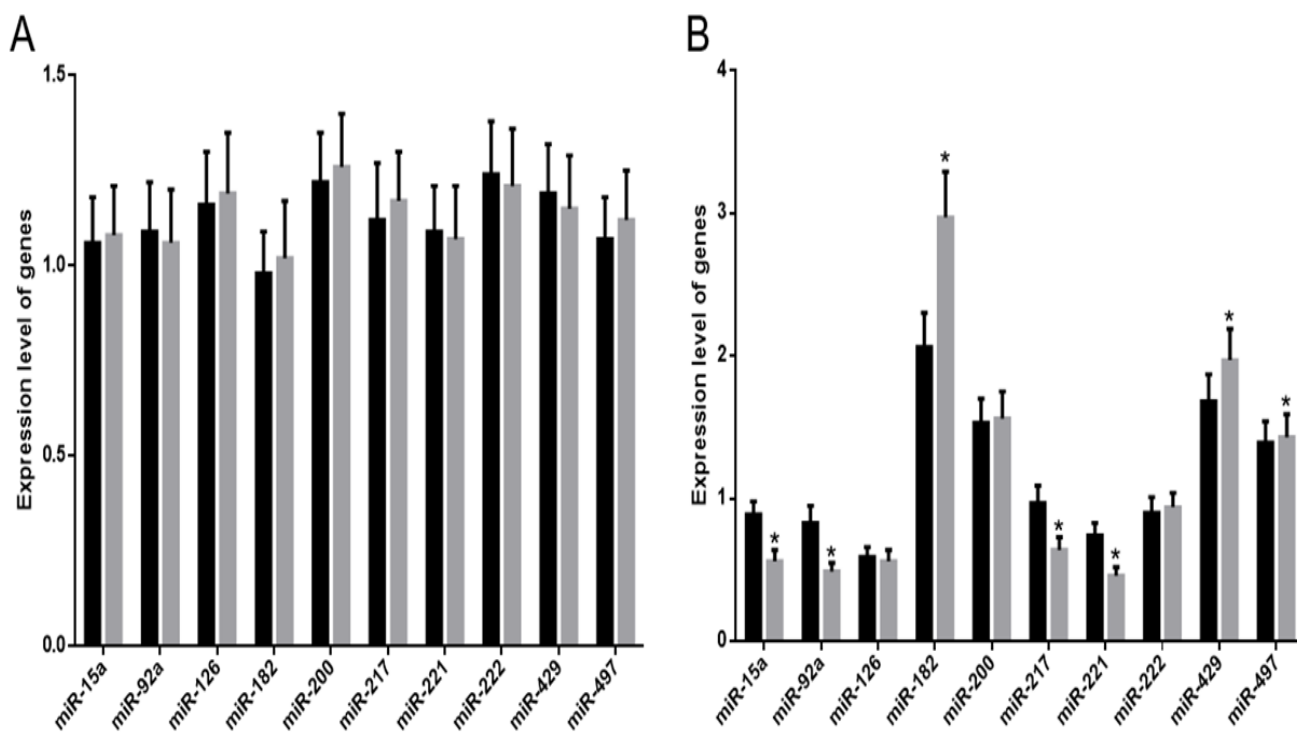 A
Expression level of genes
1.5
1.0
0.5
0.0
miR-15a
miR-92a
miR-126
miR-182
miR-200
miR-217
miR-221
miR-222
miR-429
miR-497
B
Expression level of genes
4
3
2
1
0
*
*
*
*
*
*
*
miR-15a
miR-92a
miR-126
miR-182
miR-200
miR-217
miR-221
miR-222
miR-429
miR-497